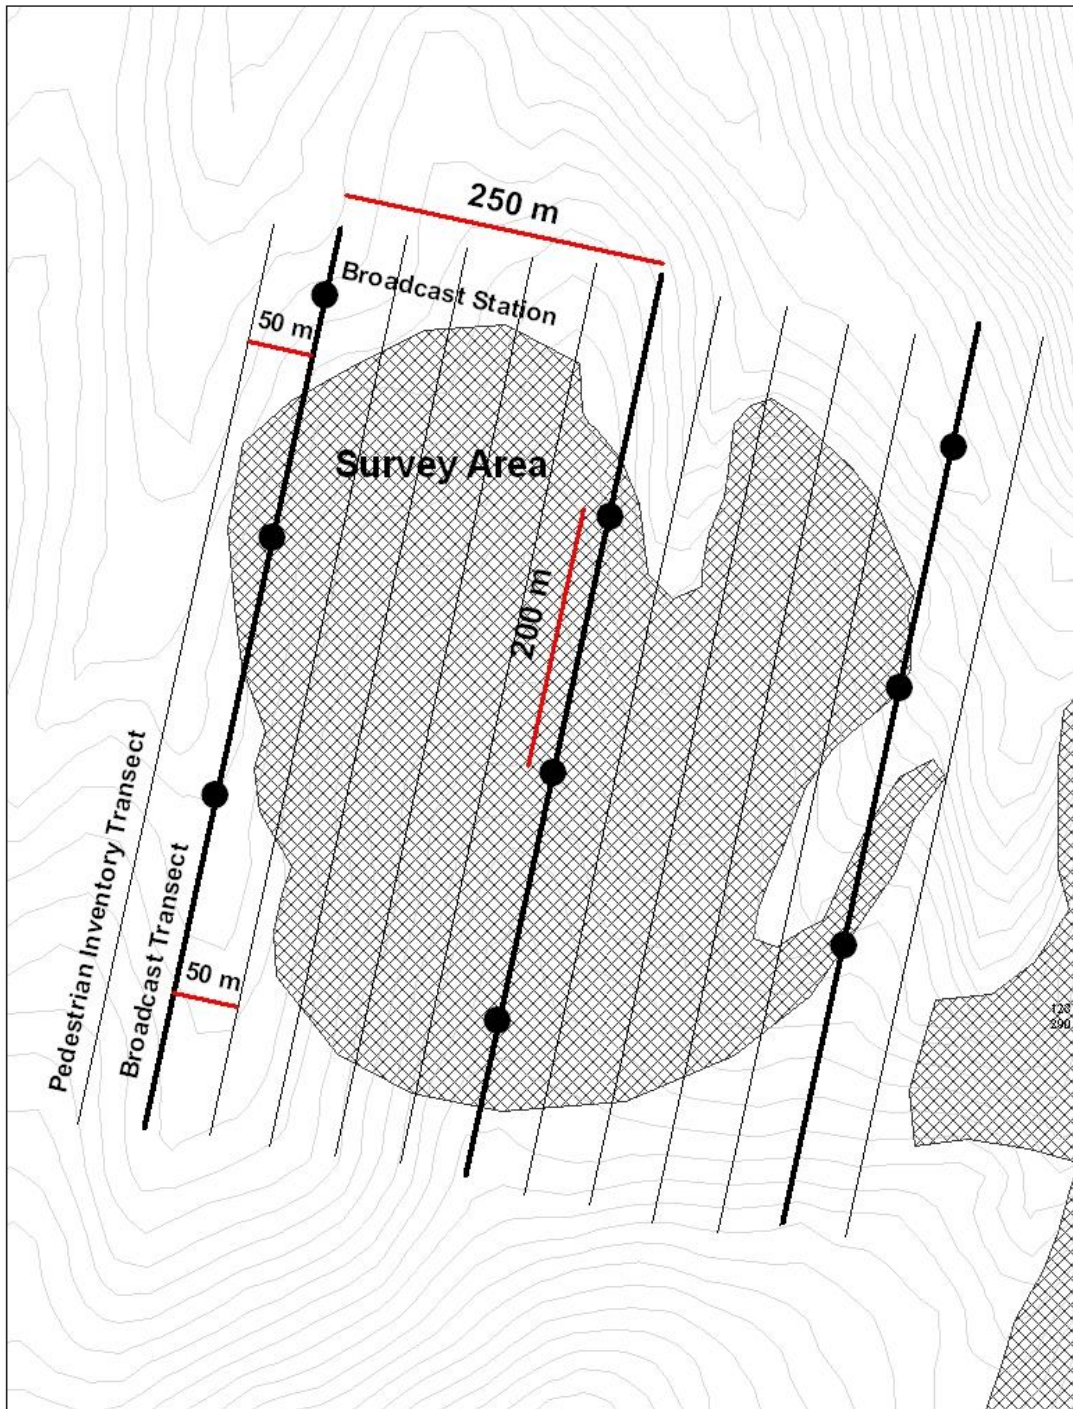 250 m
Broadcast Station
50 m
Survey Area
200 m
Pedestrian Inventory Transect
Broadcast Transect
50 m